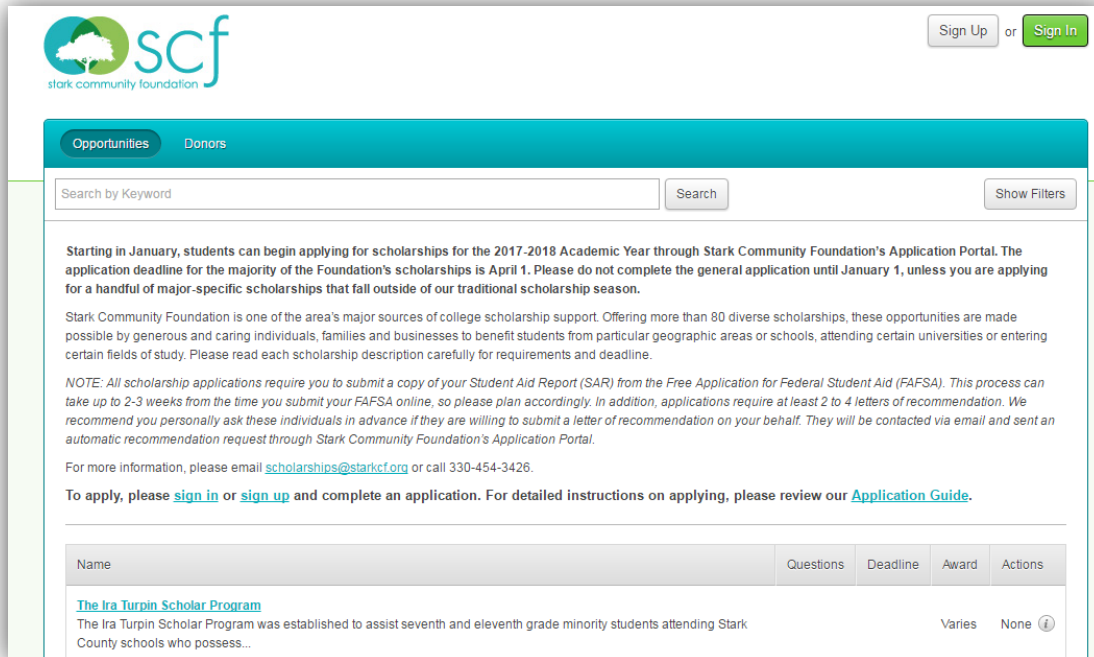 scf
stark community foundation
Sign Up or Sign In
Opportunities Donors
Search by Keyword Search Show Filters
Starting in January, students can begin applying for scholarships for the 2017-2018 Academic Year through Stark Community Foundation's Application Portal. The
application deadline for the majority of the Foundation's scholarships is April 1. Please do not complete the general application until January 1, unless you are applying
for a handful of major-specific scholarships that fall outside of our traditional scholarship season.
Stark Community Foundation is one of the area's major sources of college scholarship support. Offering more than 80 diverse scholarships, these opportunities are made
possible by generous and caring individuals, families and businesses to benefit students from particular geographic areas or schools, attending certain universities or entering
certain fields of study. Please read each scholarship description carefully for requirements and deadline.
NOTE: All scholarship applications require you to submit a copy of your Student Aid Report (SAR) from the Free Application for Federal Student Aid (FAFSA). This process can
take up to 2-3 weeks from the time you submit your FAFSA online, so please plan accordingly. In addition, applications require at least 2 to 4 letters of recommendation. We
recommend you personally ask these individuals in advance if they are willing to submit a letter of recommendation on your behalf. They will be contacted via email and sent an
automatic recommendation request through Stark Community Foundation's Application Portal.
For more information, please email scholarships@starkcf.org or call 330-454-3426.
To apply, please sign in or sign up and complete an application. For detailed instructions on applying, please review our Application Guide.
Name Questions Deadline Award Actions
The Ira Turpin Scholar Program
The Ira Turpin Scholar Program was established to assist seventh and eleventh grade minority students attending Stark
County schools who possess...
Varies None i